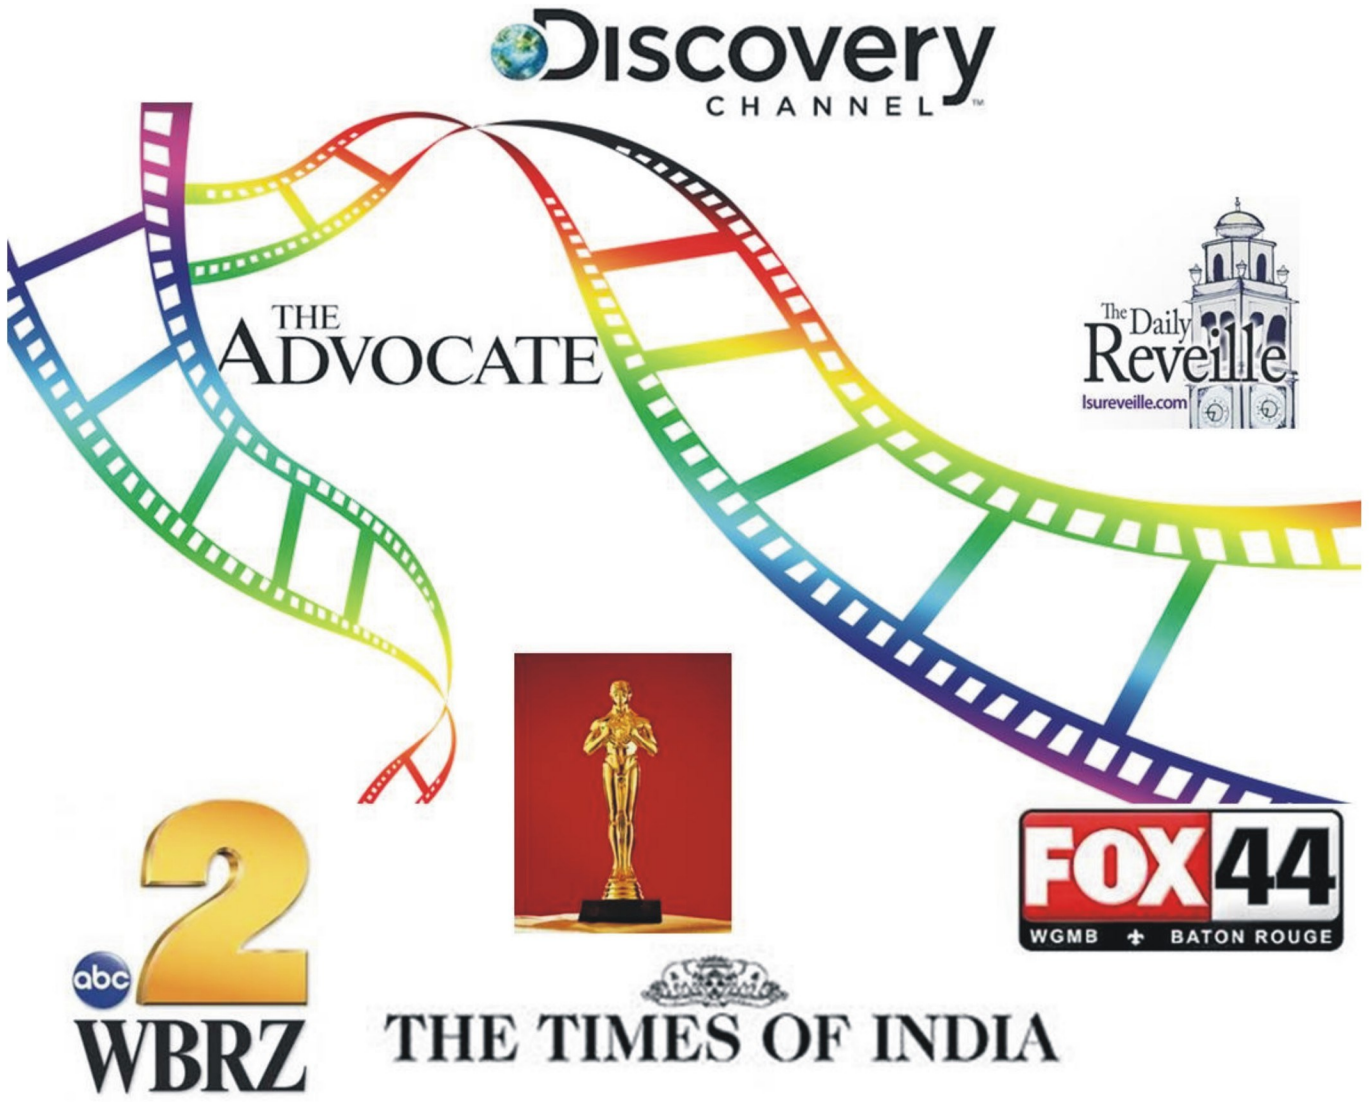 DISCOVERY
CHANNEL ™
THE
ADVOCATE
The Daily
Reveille
lsureveille.com
2
abc
WBRZ
FOX 44
WGMB BATON ROUGE
THE TIMES OF INDIA